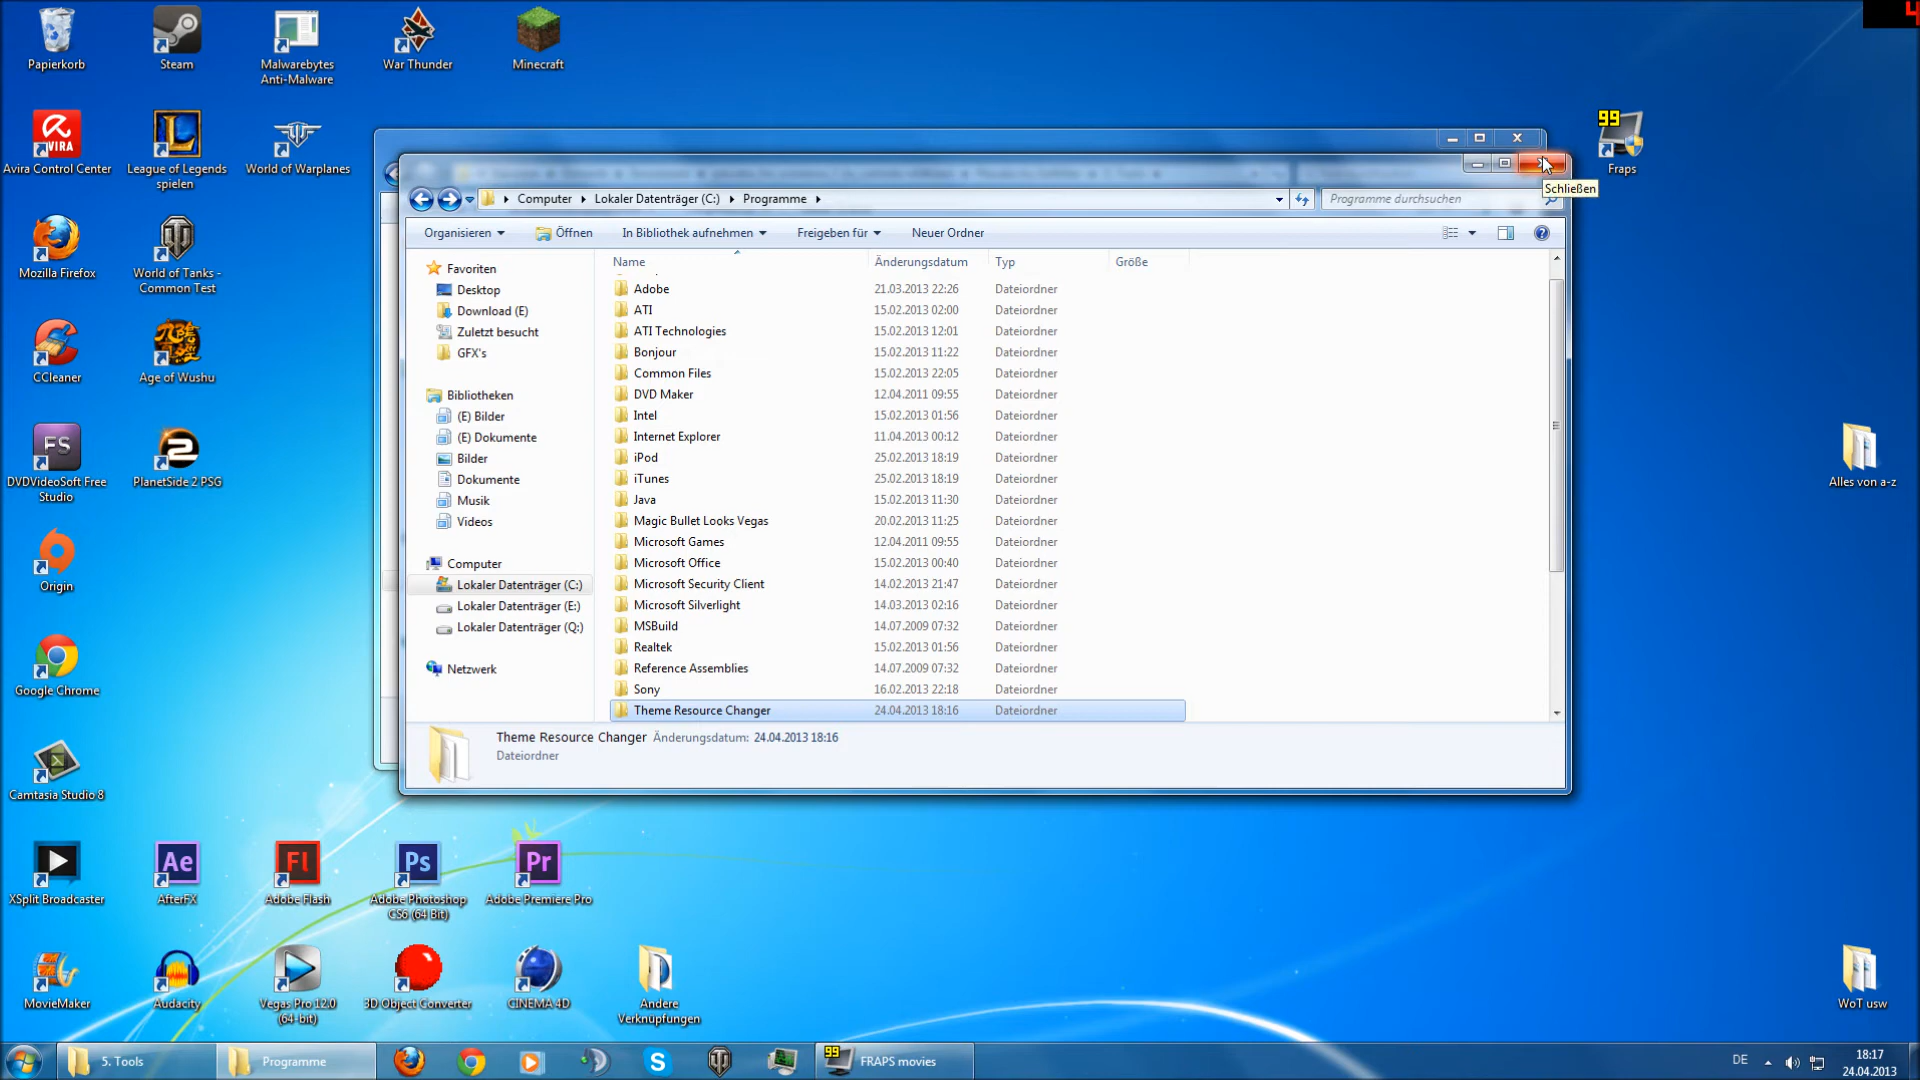 Papierkorb
Steam
Malwarebytes
Anti-Malware
War Thunder
Minecraft
4
Avira Control Center
League of Legends
spielen
World of Warplanes
99
Fraps
Schließen
Computer
Lokaler Datenträger (C:)
Programme
Programme durchsuchen
Organisieren
Öffnen
In Bibliothek aufnehmen
Freigeben für
Neuer Ordner
Mozilla Firefox
World of Tanks -
Common Test
Favoriten
Desktop
Download (E)
Zuletzt besucht
GFX's
Bibliotheken
(E) Bilder
(E) Dokumente
Bilder
Dokumente
Musik
Videos
Computer
Lokaler Datenträger (C:)
Lokaler Datenträger (E:)
Lokaler Datenträger (Q:)
Netzwerk
Name Änderungsdatum Typ Größe
Adobe 21.03.2013 22:26 Dateiordner
ATI 15.02.2013 02:00 Dateiordner
ATI Technologies 15.02.2013 12:01 Dateiordner
Bonjour 15.02.2013 11:22 Dateiordner
Common Files 15.02.2013 22:05 Dateiordner
DVD Maker 12.04.2011 09:55 Dateiordner
Intel 15.02.2013 01:56 Dateiordner
Internet Explorer 11.04.2013 00:12 Dateiordner
iPod 25.02.2013 18:19 Dateiordner
iTunes 25.02.2013 18:19 Dateiordner
Java 15.02.2013 11:30 Dateiordner
Magic Bullet Looks Vegas 20.02.2013 11:25 Dateiordner
Microsoft Games 12.04.2011 09:55 Dateiordner
Microsoft Office 15.02.2013 00:40 Dateiordner
Microsoft Security Client 14.02.2013 21:47 Dateiordner
Microsoft Silverlight 14.03.2013 02:16 Dateiordner
MSBuild 14.07.2009 07:32 Dateiordner
Realtek 15.02.2013 01:56 Dateiordner
Reference Assemblies 14.07.2009 07:32 Dateiordner
Sony 16.02.2013 22:18 Dateiordner
Theme Resource Changer 24.04.2013 18:16 Dateiordner
Theme Resource Changer Änderungsdatum: 24.04.2013 18:16
Dateiordner
CCleaner
Age of Wushu
FS
DVDVideoSoft Free
Studio
2
PlanetSide 2 PSG
Alles von a-z
Origin
Google Chrome
Camtasia Studio 8
XSplit Broadcaster
Ae
AfterFX
Fl
Adobe Flash
Ps
Adobe Photoshop
CS6 (64 Bit)
Pr
Adobe Premiere Pro
MovieMaker
Audacity
Vegas Pro 12.0
(64-bit)
3D Object Converter
CINEMA 4D
Andere
Verknüpfungen
WoT usw
5. Tools
Programme
99
FRAPS movies
DE
18:17
24.04.2013